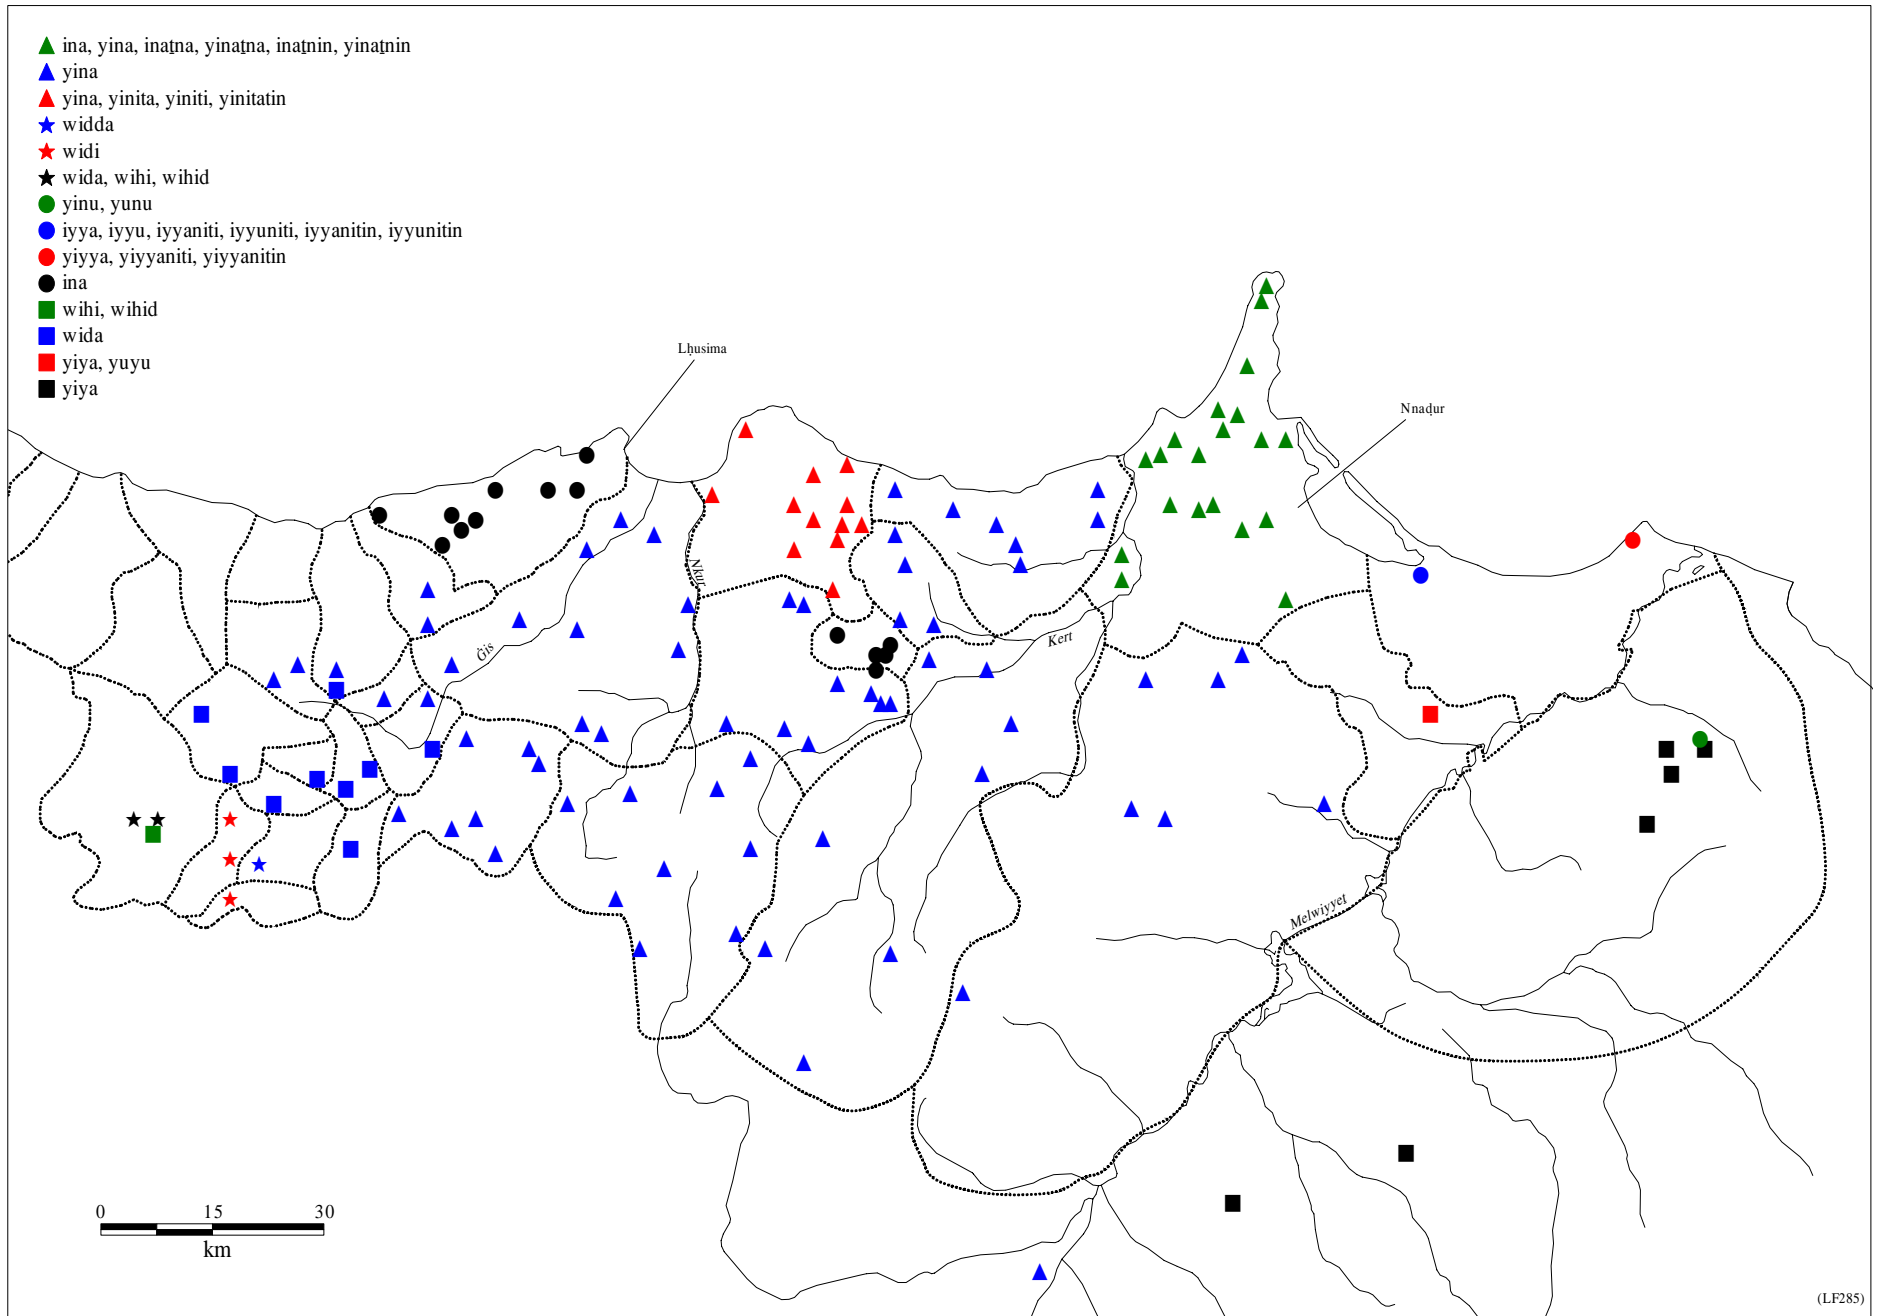 ina, yina, inaṯna, yinaṯna, inaṯnin, yinaṯnin
yina
yina, yinita, yiniti, yinitatin
widda
widi
wida, wihi, wihid
yinu, yunu
iyya, iyyu, iyyaniti, iyyuniti, iyyanitin, iyyunitin
yiyya, yiyyaniti, yiyyanitin
ina
wihi, wihid
wida
yiya, yuyu
yiya
Lḥusima
Nnaḍur
Nkur
Kert
Ġis
Melwiyyet
0 15 30
km
(LF285)